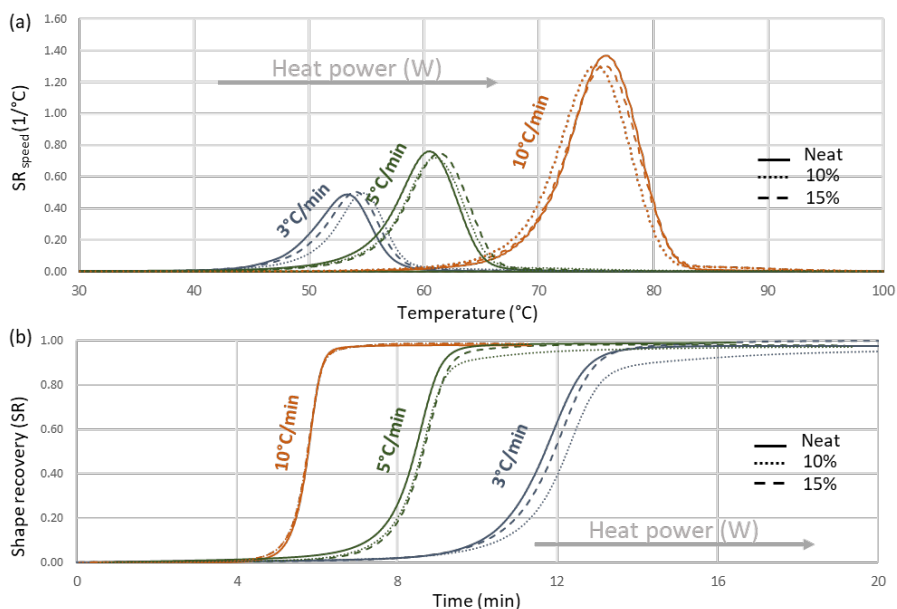 (a)
1.60
1.40
1.20
1.00
0.80
0.60
0.40
0.20
0.00
SR speed (1/°C)
Heat power (W)
3°C/min
5°C/min
10°C/min
Neat
10%
15%
30 40 50 60 70 80 90 100
Temperature (°C)
(b)
1.00
0.80
0.60
0.40
0.20
0.00
Shape recovery (SR)
10°C/min
5°C/min
3°C/min
Neat
10%
15%
Heat power (W)
0 4 8 12 16 20
Time (min)